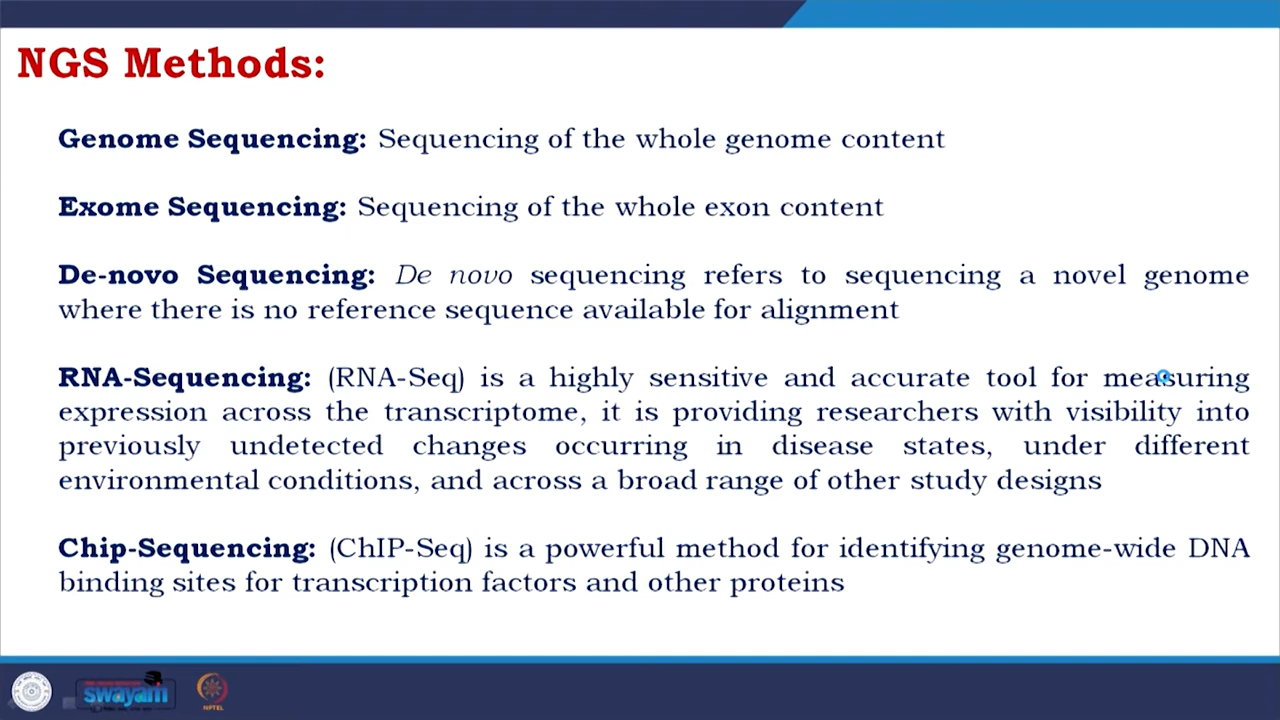 NGS Methods:
Genome Sequencing: Sequencing of the whole genome content
Exome Sequencing: Sequencing of the whole exon content
De-novo Sequencing: De novo sequencing refers to sequencing a novel genome
where there is no reference sequence available for alignment
RNA-Sequencing: (RNA-Seq) is a highly sensitive and accurate tool for measuring
expression across the transcriptome, it is providing researchers with visibility into
previously undetected changes occurring in disease states, under different
environmental conditions, and across a broad range of other study designs
Chip-Sequencing: (ChIP-Seq) is a powerful method for identifying genome-wide DNA
binding sites for transcription factors and other proteins
swayam
NPTEL